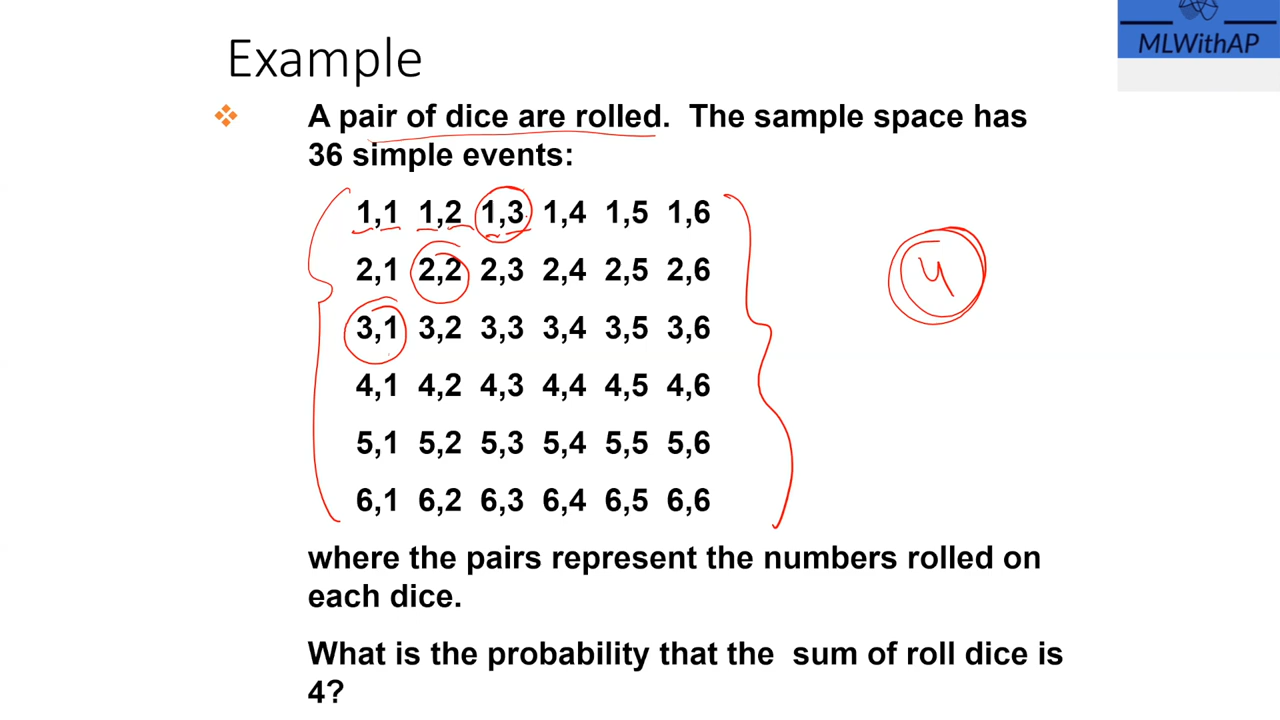 MLWithAP
Example
A pair of dice are rolled. The sample space has
36 simple events:
1,1 1,2 1,3 1,4 1,5 1,6
2,1 2,2 2,3 2,4 2,5 2,6
4
3,1 3,2 3,3 3,4 3,5 3,6
4,1 4,2 4,3 4,4 4,5 4,6
5,1 5,2 5,3 5,4 5,5 5,6
6,1 6,2 6,3 6,4 6,5 6,6
where the pairs represent the numbers rolled on
each dice.
What is the probability that the sum of roll dice is
4?